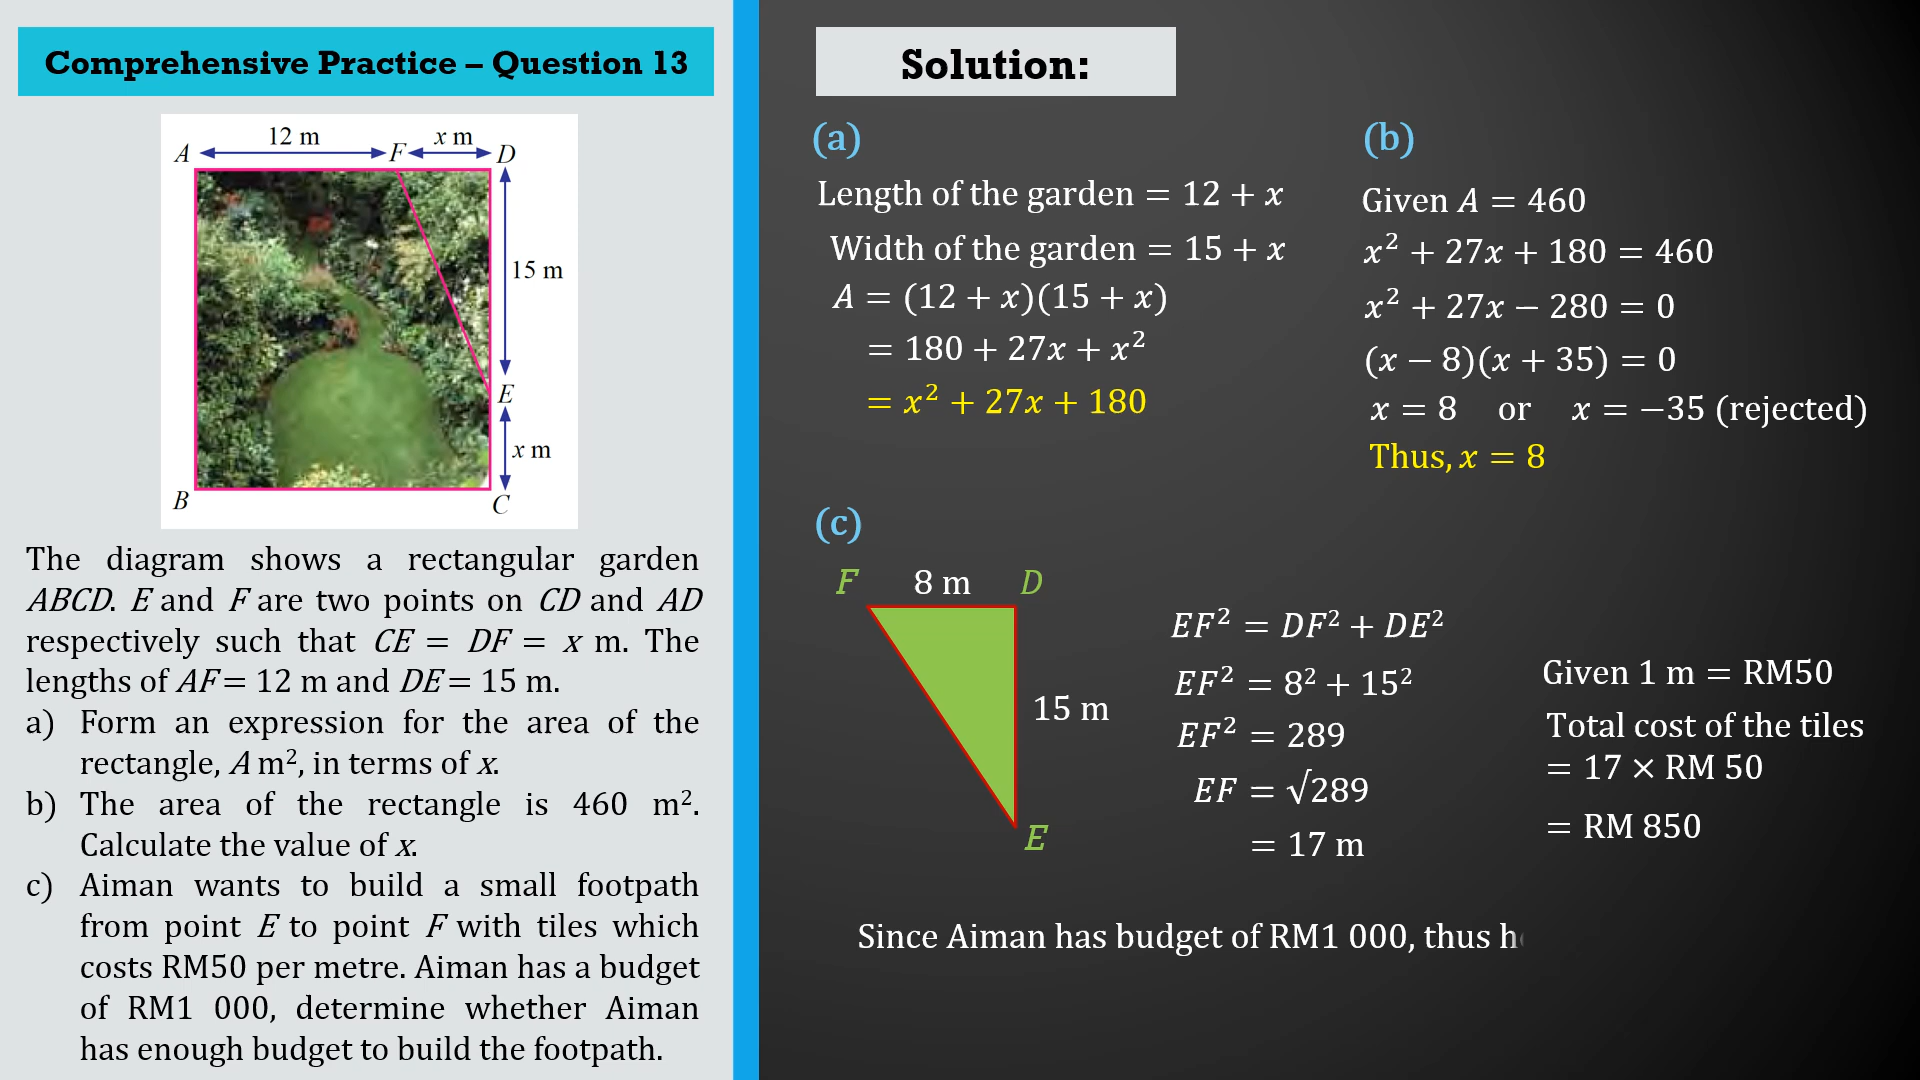 Comprehensive Practice – Question 13
12 m
x m
A
F
D
15 m
E
x m
B
C
The diagram shows a rectangular garden
ABCD. E and F are two points on CD and AD
respectively such that CE = DF = x m. The
lengths of AF = 12 m and DE = 15 m.
a) Form an expression for the area of the
rectangle, A m², in terms of x.
b) The area of the rectangle is 460 m².
Calculate the value of x.
c) Aiman wants to build a small footpath
from point E to point F with tiles which
costs RM50 per metre. Aiman has a budget
of RM1 000, determine whether Aiman
has enough budget to build the footpath.
Solution:
(a)
Length of the garden = 12 + x
Width of the garden = 15 + x
A = (12 + x)(15 + x)
= 180 + 27x + x²
= x² + 27x + 180
(b)
Given A = 460
x² + 27x + 180 = 460
x² + 27x − 280 = 0
(x − 8)(x + 35) = 0
x = 8 or x = −35 (rejected)
Thus, x = 8
(c)
F 8 m D
15 m
E
EF² = DF² + DE²
EF² = 8² + 15²
EF² = 289
EF = √289
= 17 m
Given 1 m = RM50
Total cost of the tiles
= 17 × RM 50
= RM 850
Since Aiman has budget of RM1 000, thus